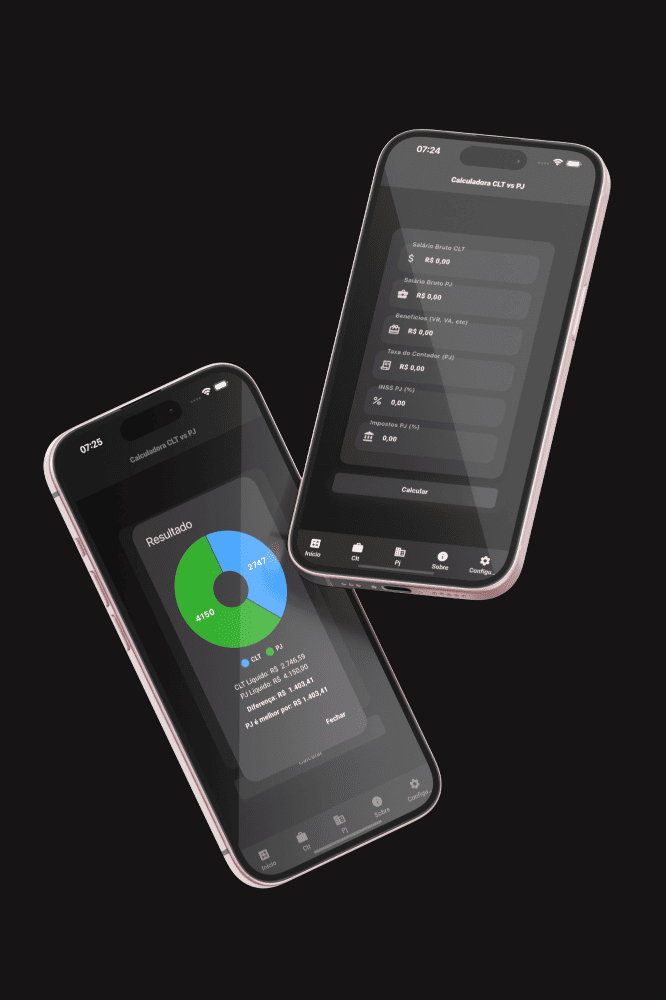 07:24
Calculadora CLT vs PJ
Salário Bruto CLT
R$ 0,00
Salário Bruto PJ
R$ 0,00
Benefícios (VR, VA, etc)
R$ 0,00
Taxa do Contador (PJ)
R$ 0,00
INSS PJ (%)
0,00
Impostos PJ (%)
0,00
Calcular
Início
Clt
Pj
Sobre
Configu…
07:25
Calculadora CLT vs PJ
Resultado
2747
4150
CLT
PJ
CLT Líquido: R$ 2.746,59
PJ Líquido: R$ 4.150,00
Diferença: R$ 1.403,41
PJ é melhor por: R$ 1.403,41
Fechar
Calcular
Início
Clt
Pj
Sobre
Configu…